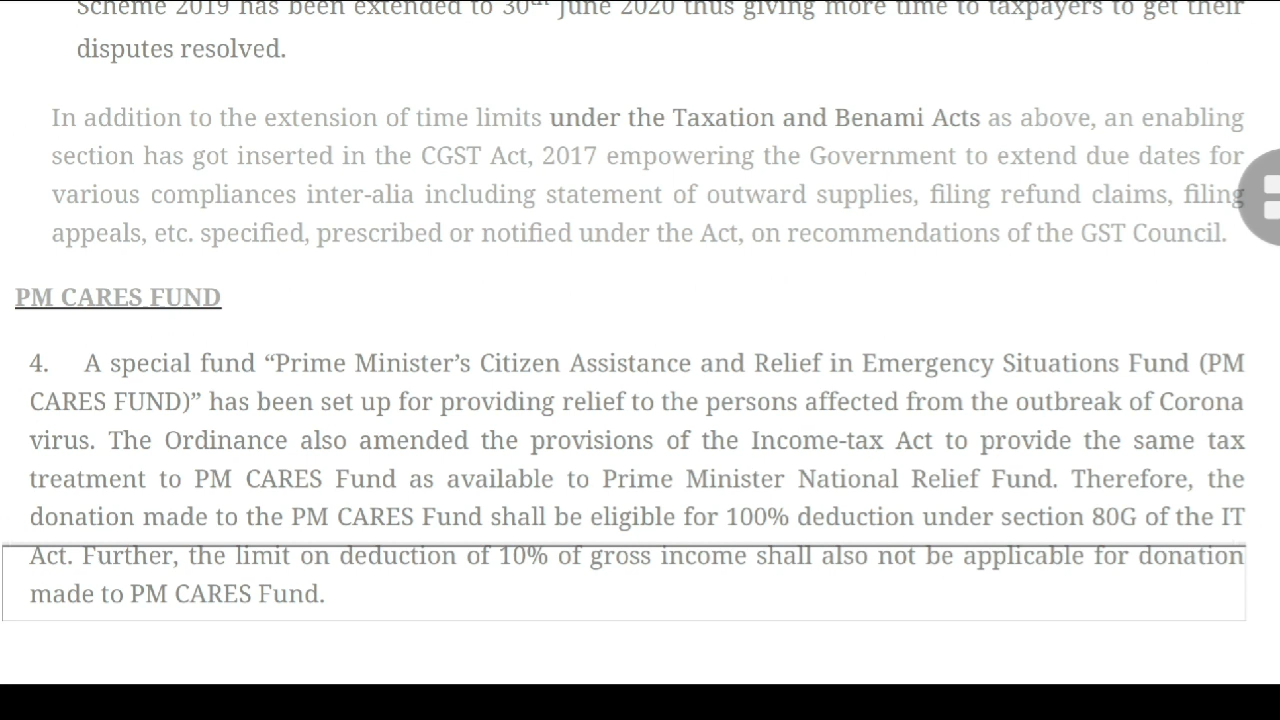 Scheme 2019 has been extended to 30th June 2020 thus giving more time to taxpayers to get their
disputes resolved.
In addition to the extension of time limits under the Taxation and Benami Acts as above, an enabling
section has got inserted in the CGST Act, 2017 empowering the Government to extend due dates for
various compliances inter-alia including statement of outward supplies, filing refund claims, filing
appeals, etc. specified, prescribed or notified under the Act, on recommendations of the GST Council.
PM CARES FUND
4. A special fund “Prime Minister’s Citizen Assistance and Relief in Emergency Situations Fund (PM
CARES FUND)” has been set up for providing relief to the persons affected from the outbreak of Corona
virus. The Ordinance also amended the provisions of the Income-tax Act to provide the same tax
treatment to PM CARES Fund as available to Prime Minister National Relief Fund. Therefore, the
donation made to the PM CARES Fund shall be eligible for 100% deduction under section 80G of the IT
Act. Further, the limit on deduction of 10% of gross income shall also not be applicable for donation
made to PM CARES Fund.